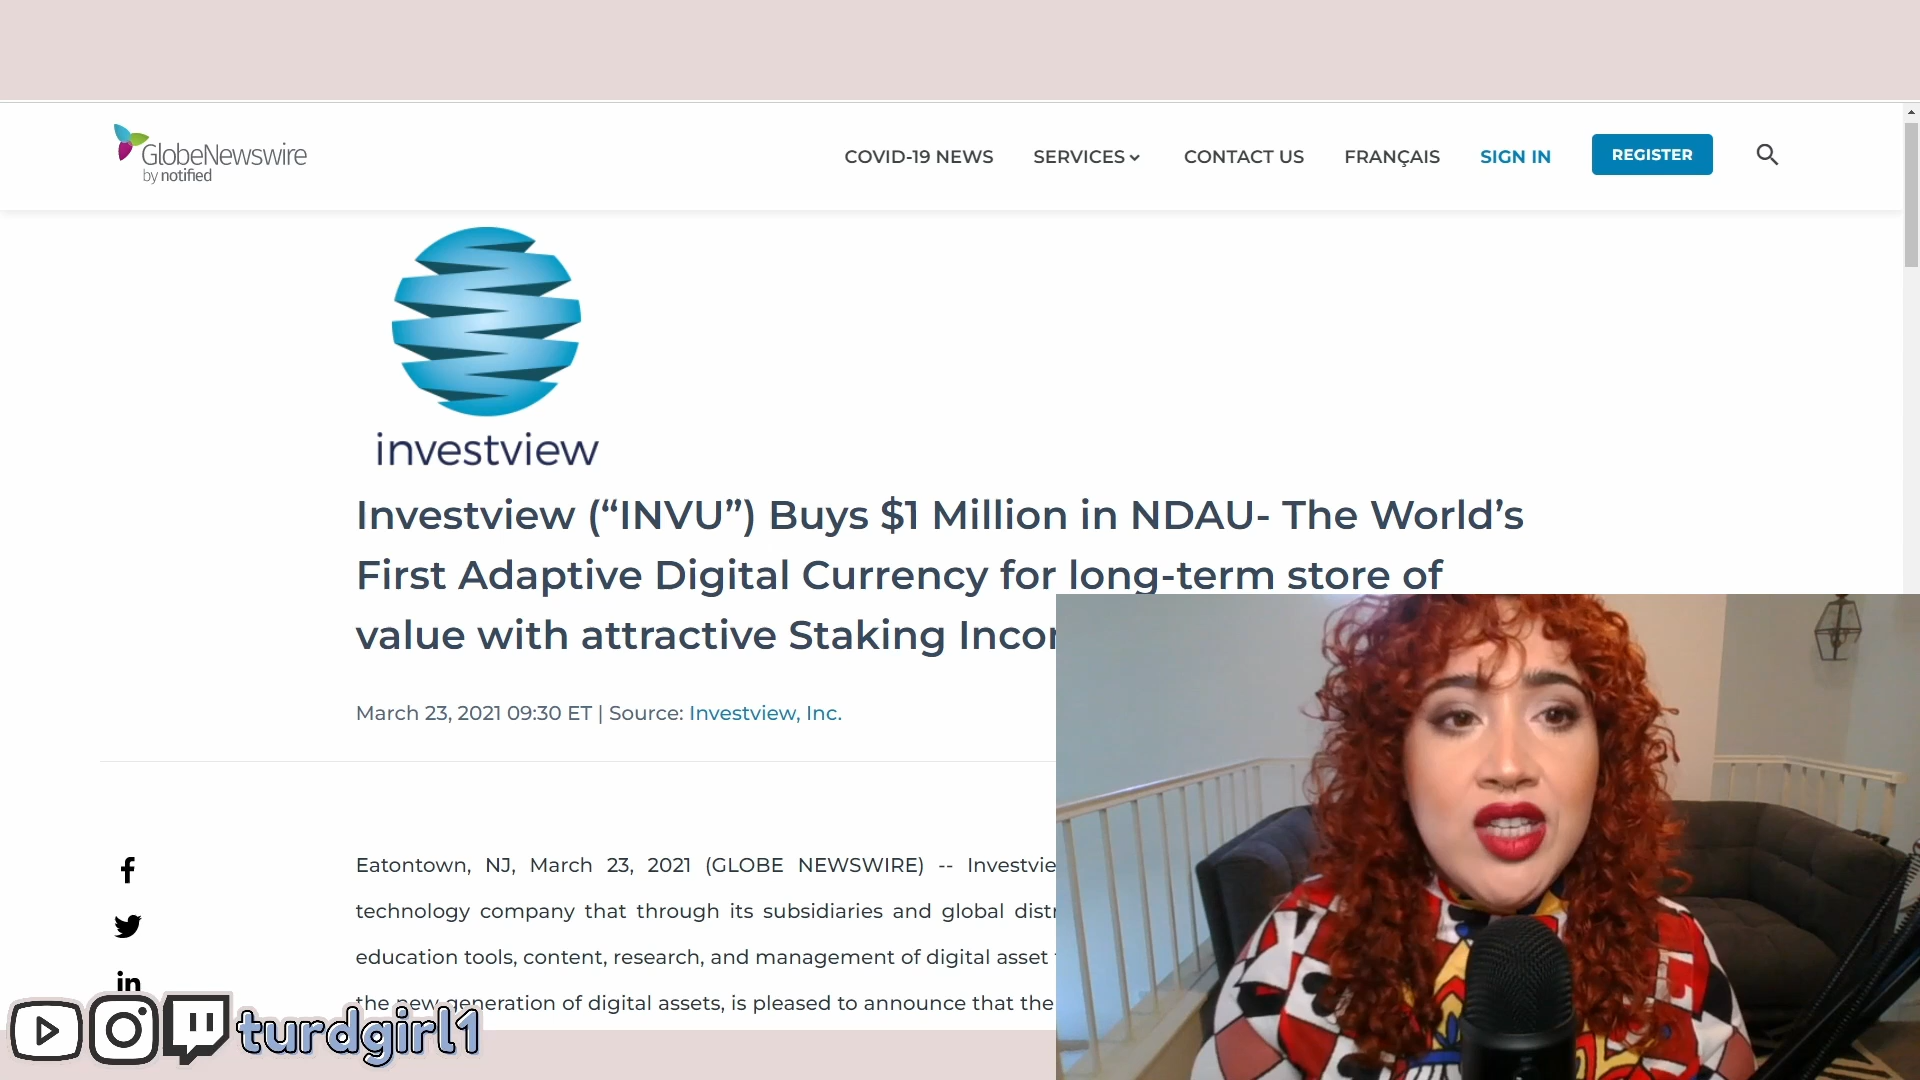 GlobeNewswire
by notified
COVID-19 NEWS
SERVICES
CONTACT US
FRANÇAIS
SIGN IN
REGISTER
investview
Investview (“INVU”) Buys $1 Million in NDAU- The World’s
First Adaptive Digital Currency for long-term store of
value with attractive Staking
March 23, 2021 09:30 ET | Source: Investview, Inc.
Eatontown, NJ, March 23, 2021 (GLOBE NEWSWIRE) --
technology company that through its subsidiaries and global
education tools, content, research, and management of digital asset
the new generation of digital assets, is pleased to announce that the
in
turdgirl1